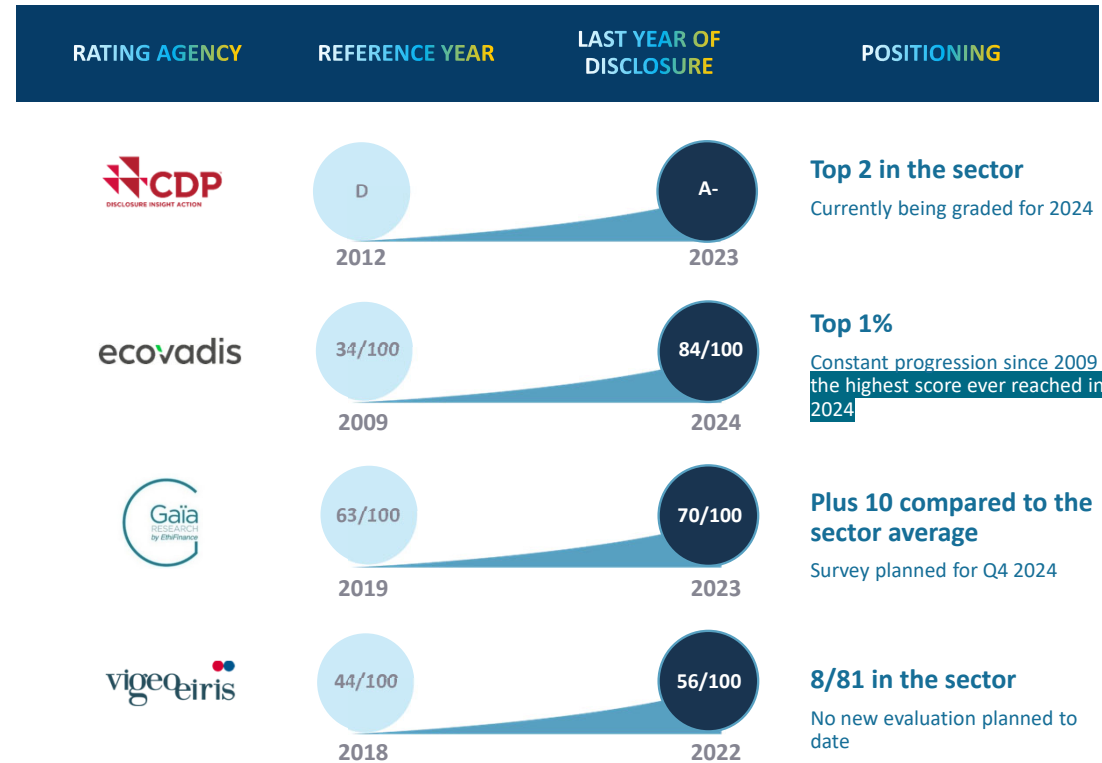 RATING AGENCY
REFERENCE YEAR
LAST YEAR OF
DISCLOSURE
POSITIONING
CDP
DISCLOSURE INSIGHT ACTION
D
2012
A-
2023
Top 2 in the sector
Currently being graded for 2024
ecovadis
34/100
2009
84/100
2024
Top 1%
Constant progression since 2009
the highest score ever reached in
2024
Gaïa
RESEARCH
by EthiFinance
63/100
2019
70/100
2023
Plus 10 compared to the
sector average
Survey planned for Q4 2024
vigeoeiris
44/100
2018
56/100
2022
8/81 in the sector
No new evaluation planned to
date